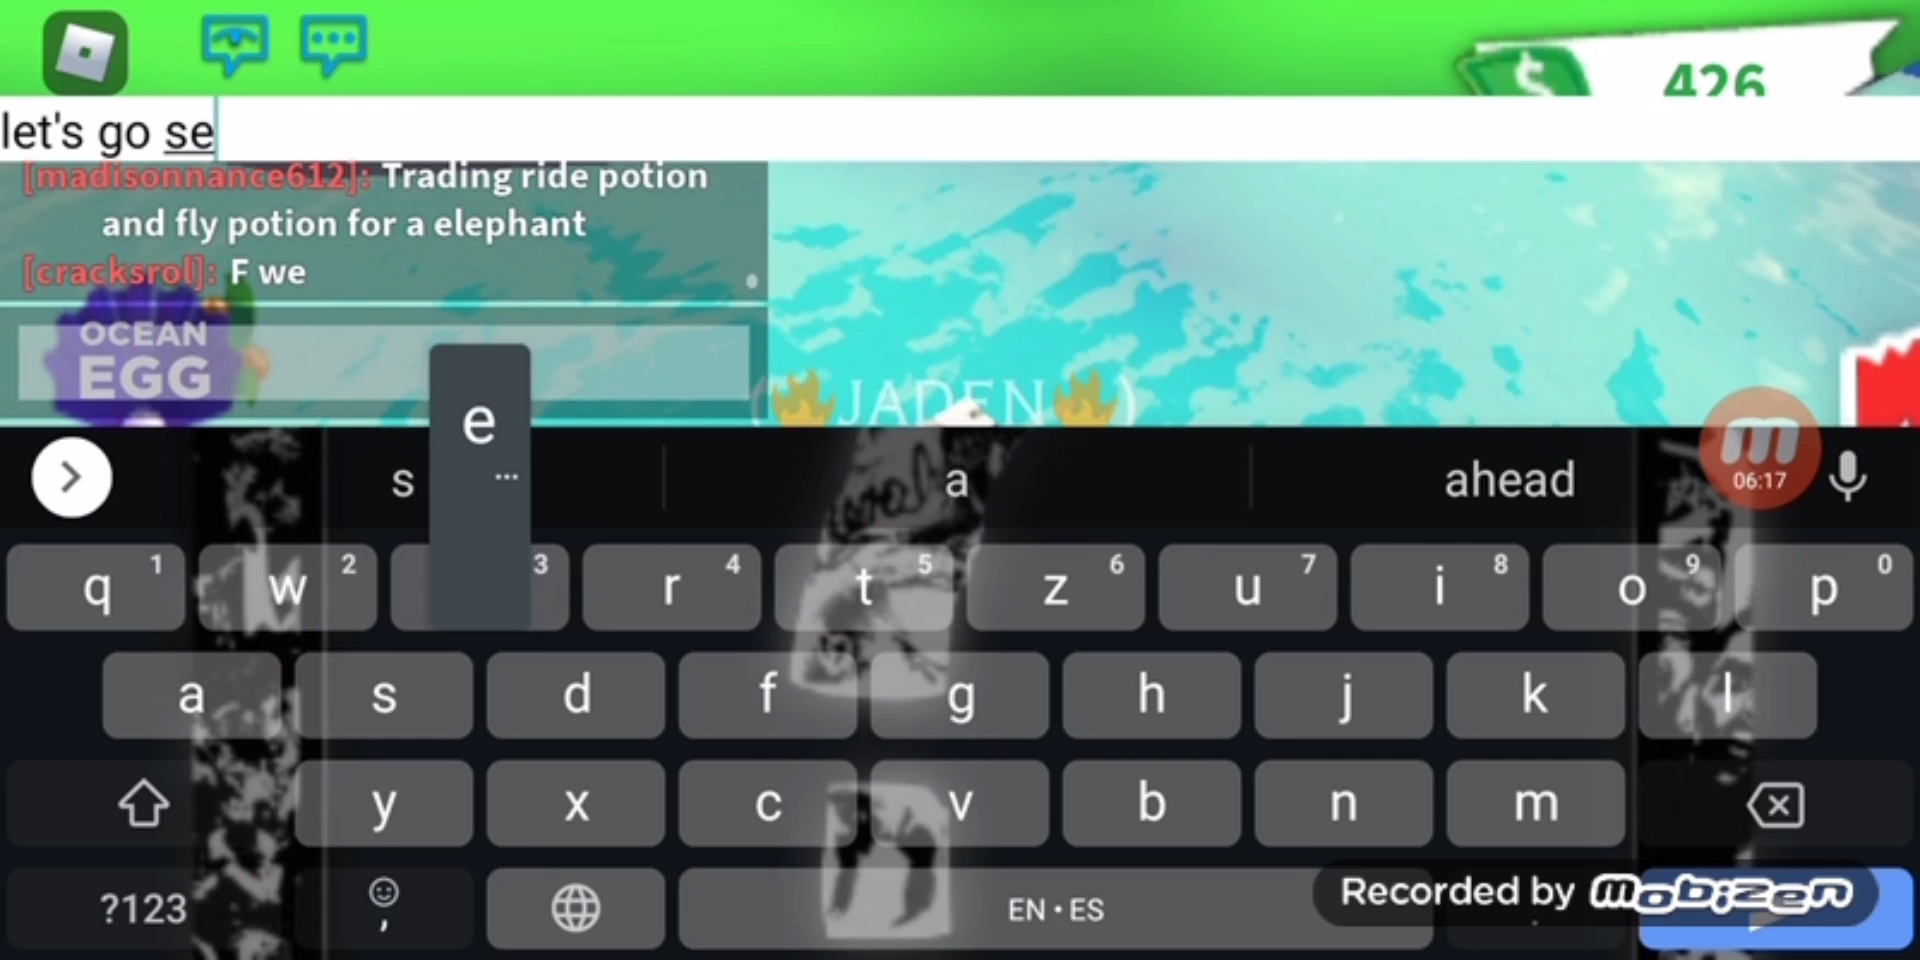 426
let's go se
[madisonnance612]: Trading ride potion
and fly potion for a elephant
[cracksrol]: F we
OCEAN
EGG
(🔥JADEN🔥)
e
...
s
a
ahead
06:17
q 1 w 2 3 r 4 t 5 z 6 u 7 i 8 o 9 p 0
a s d f g h j k l
y x c v b n m
?123 , EN • ES .
Recorded by mobizen